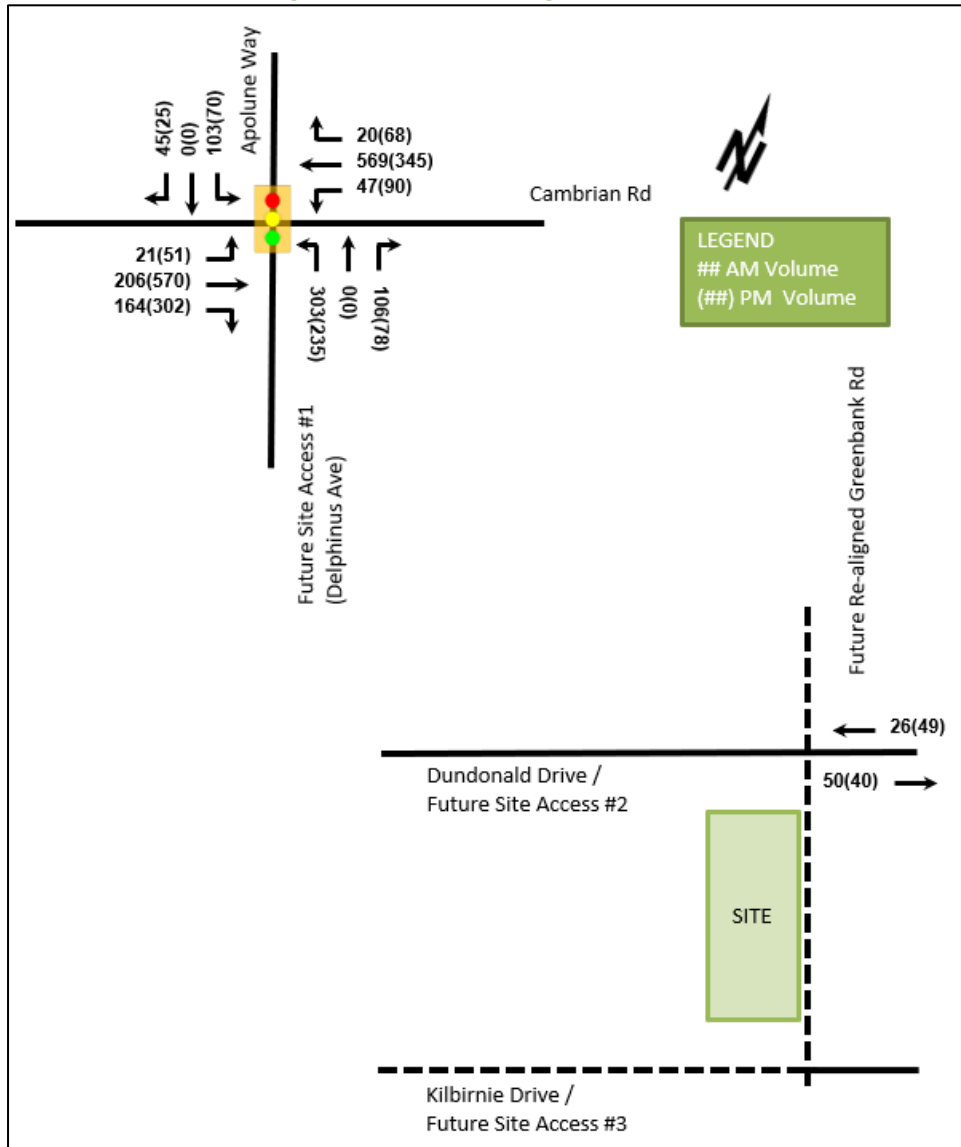 Apolune Way
45(25)
0(0)
103(70)
20(68)
569(345)
47(90)
Cambrian Rd
N
LEGEND
## AM Volume
(##) PM Volume
21(51)
206(570)
164(302)
303(235)
0(0)
106(78)
Future Site Access #1
(Delphinus Ave)
Future Re-aligned Greenbank Rd
26(49)
Dundonald Drive /
Future Site Access #2
50(40)
SITE
Kilbirnie Drive /
Future Site Access #3